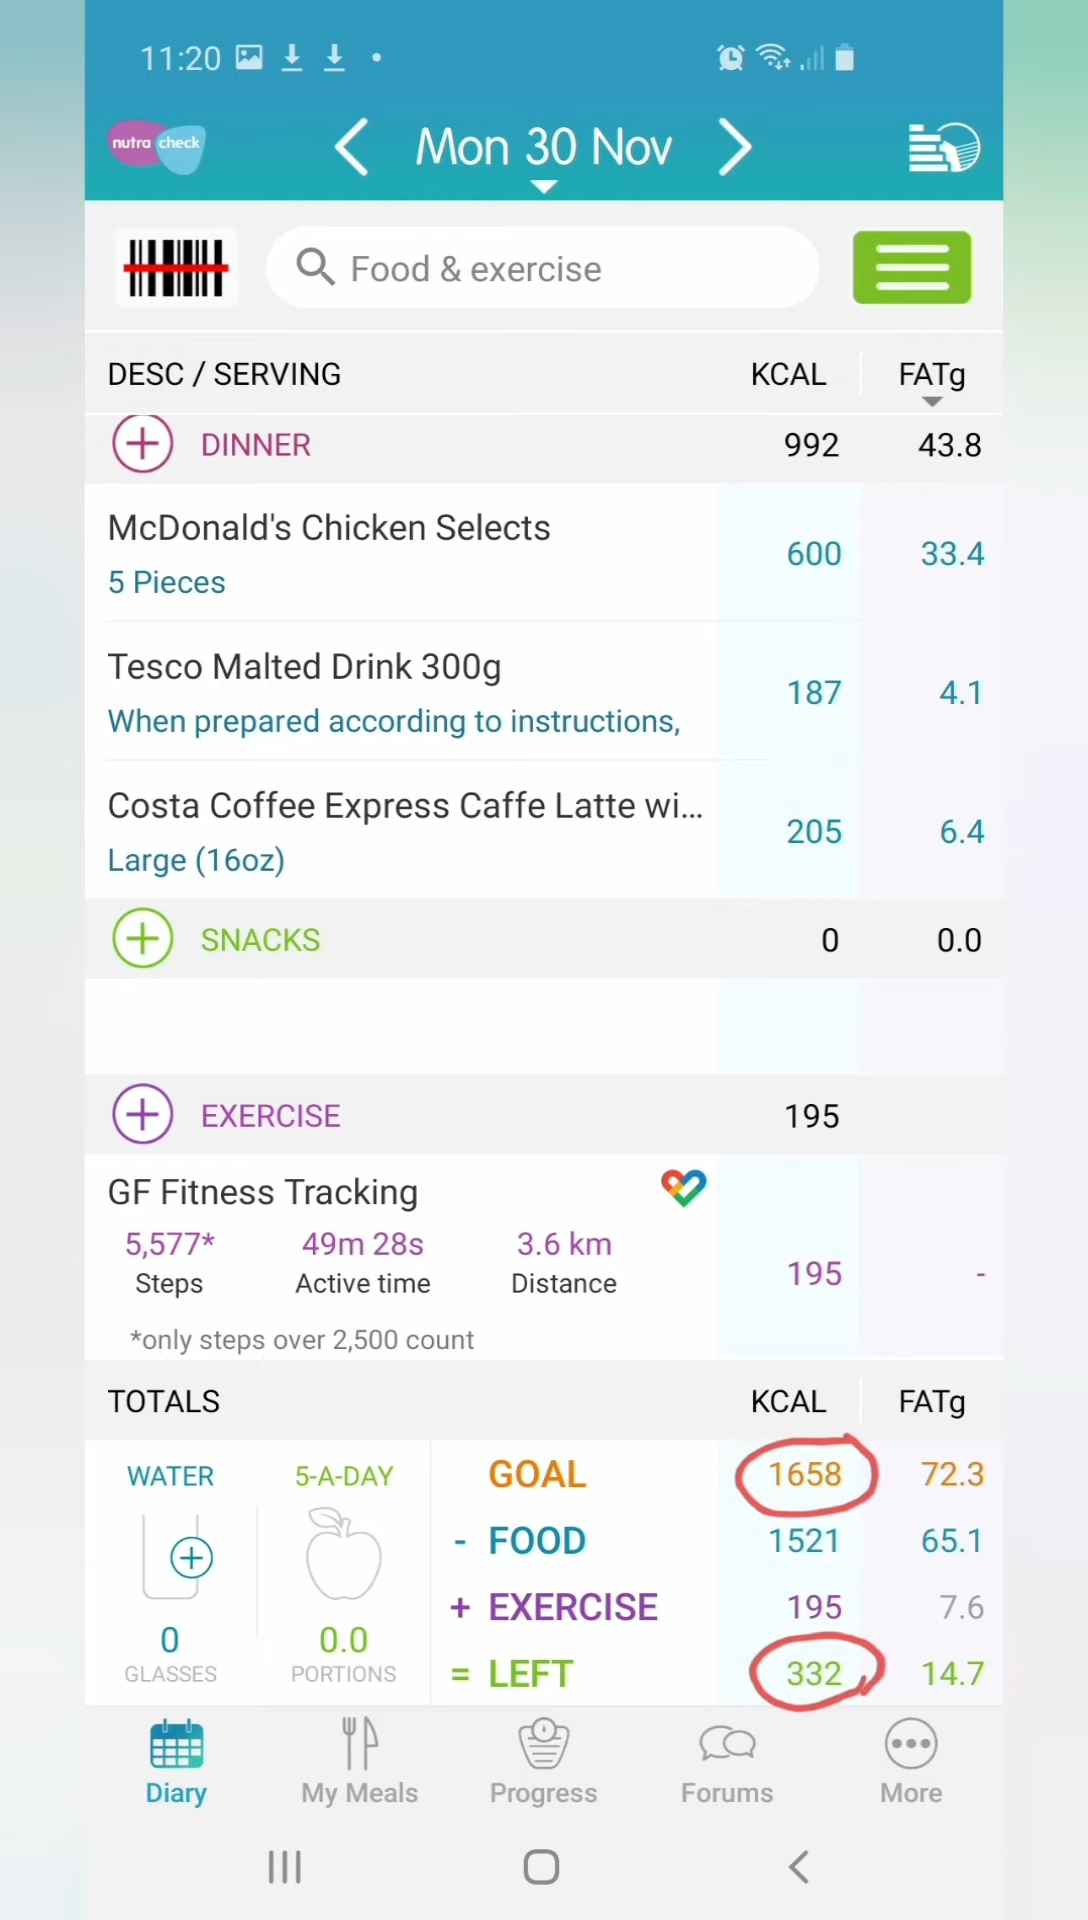 11:20
nutra check
Mon 30 Nov
Food & exercise
DESC / SERVING KCAL FATg
DINNER 992 43.8
McDonald's Chicken Selects
5 Pieces
600 33.4
Tesco Malted Drink 300g
When prepared according to instructions,
187 4.1
Costa Coffee Express Caffe Latte wi...
Large (16oz)
205 6.4
SNACKS 0 0.0
EXERCISE 195
GF Fitness Tracking
5,577* 49m 28s 3.6 km
Steps Active time Distance
195 -
*only steps over 2,500 count
TOTALS KCAL FATg
WATER 5-A-DAY
0 0.0
GLASSES PORTIONS
GOAL 1658 72.3
- FOOD 1521 65.1
+ EXERCISE 195 7.6
= LEFT 332 14.7
Diary My Meals Progress Forums More